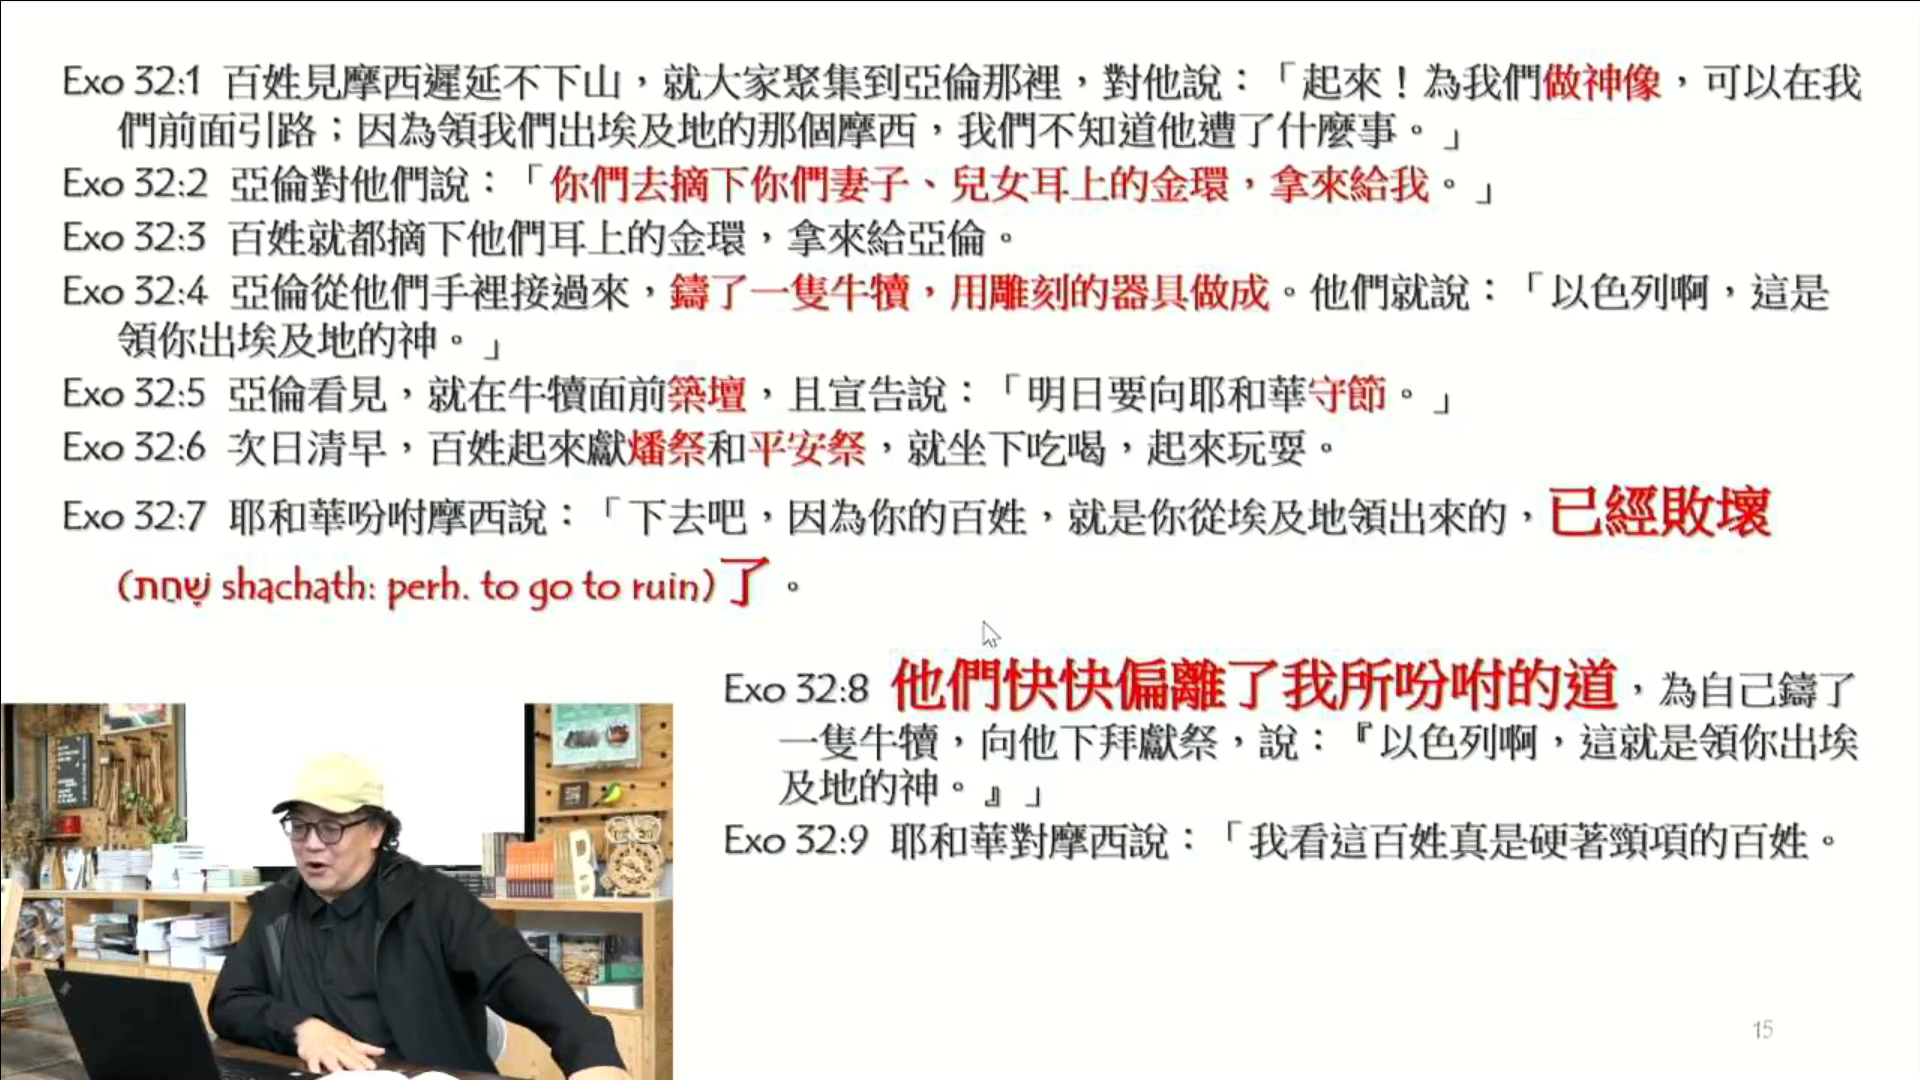 Exo 32:1 百姓見摩西遲延不下山，就大家聚集到亞倫那裡，對他說：「起來！為我們做神像，可以在我
們前面引路；因為領我們出埃及地的那個摩西，我們不知道他遭了什麼事。」
Exo 32:2 亞倫對他們說：「你們去摘下你們妻子、兒女耳上的金環，拿來給我。」
Exo 32:3 百姓就都摘下他們耳上的金環，拿來給亞倫。
Exo 32:4 亞倫從他們手裡接過來，鑄了一隻牛犢，用雕刻的器具做成。他們就說：「以色列啊，這是
領你出埃及地的神。」
Exo 32:5 亞倫看見，就在牛犢面前築壇，且宣告說：「明日要向耶和華守節。」
Exo 32:6 次日清早，百姓起來獻燔祭和平安祭，就坐下吃喝，起來玩耍。
Exo 32:7 耶和華吩咐摩西說：「下去吧，因為你的百姓，就是你從埃及地領出來的，已經敗壞
(שָׁחַת shachath: perh. to go to ruin)了。
Exo 32:8 他們快快偏離了我所吩咐的道，為自己鑄了
一隻牛犢，向他下拜獻祭，說：『以色列啊，這就是領你出埃
及地的神。』」
Exo 32:9 耶和華對摩西說：「我看這百姓真是硬著頸項的百姓。
15